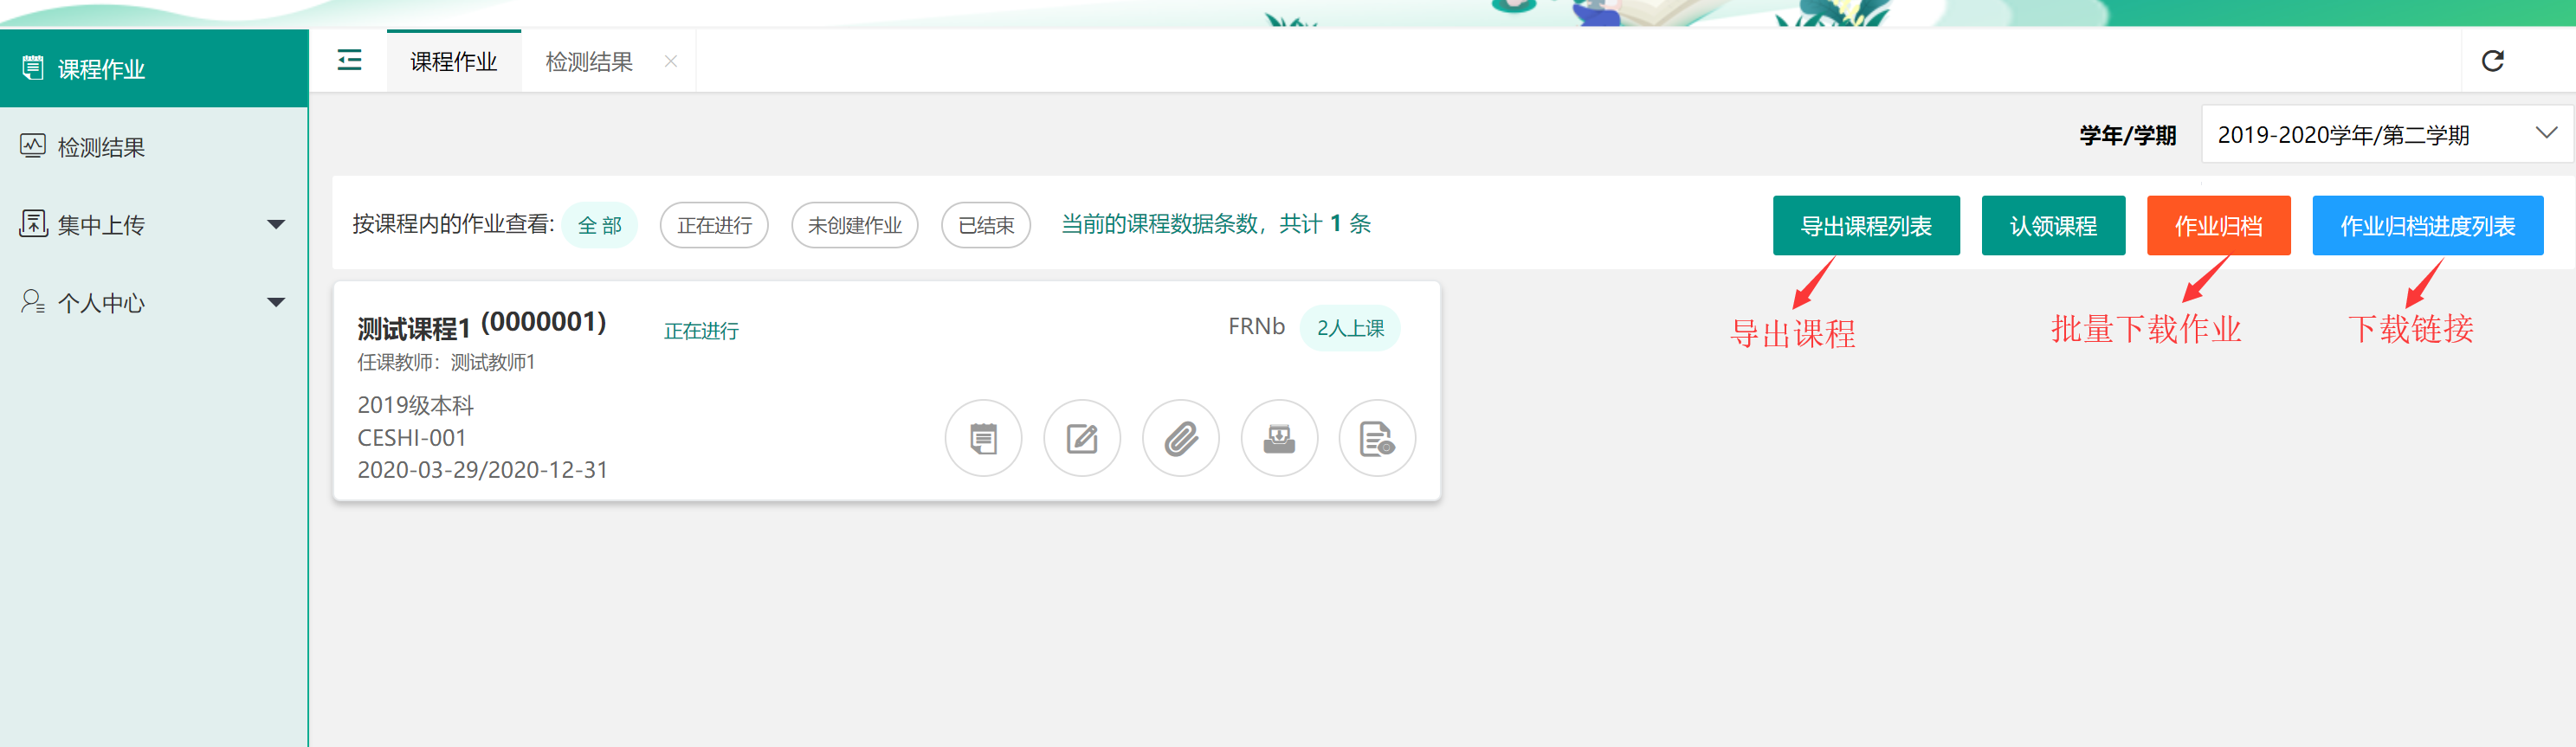 课程作业
检测结果
集中上传
个人中心
课程作业 检测结果
学年/学期 2019-2020学年/第二学期
按课程内的作业查看: 全部 正在进行 未创建作业 已结束 当前的课程数据条数，共计 1 条
导出课程列表 认领课程 作业归档 作业归档进度列表
导出课程 批量下载作业 下载链接
测试课程1 (0000001) 正在进行 FRNb 2人上课
任课教师：测试教师1
2019级本科
CESHI-001
2020-03-29/2020-12-31